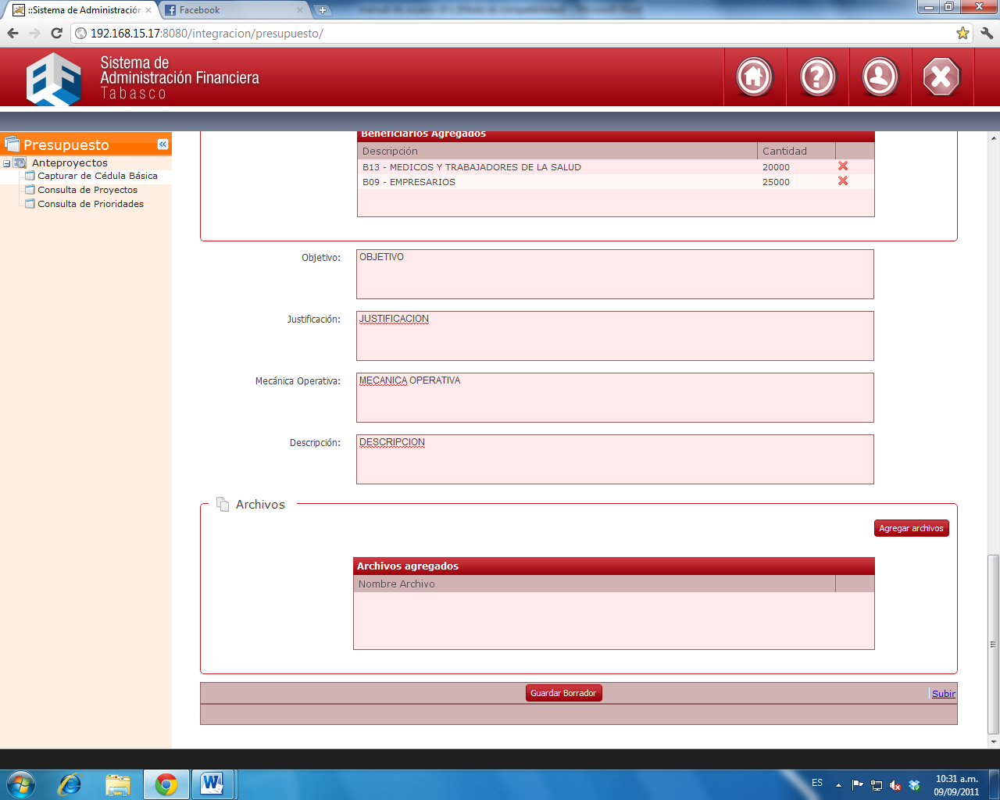 ::Sistema de Administración
Facebook
192.168.15.17:8080/integracion/presupuesto/
Sistema de
Administración Financiera
Tabasco
Presupuesto
Anteproyectos
Capturar de Cédula Básica
Consulta de Proyectos
Consulta de Prioridades
Beneficiarios Agregados
Descripción Cantidad
B13 - MEDICOS Y TRABAJADORES DE LA SALUD 20000
B09 - EMPRESARIOS 25000
Objetivo: OBJETIVO
Justificación: JUSTIFICACION
Mecánica Operativa: MECANICA OPERATIVA
Descripción: DESCRIPCION
Archivos
Agregar archivos
Archivos agregados
Nombre Archivo
Guardar Borrador
Subir
ES
10:31 a.m.
09/09/2011